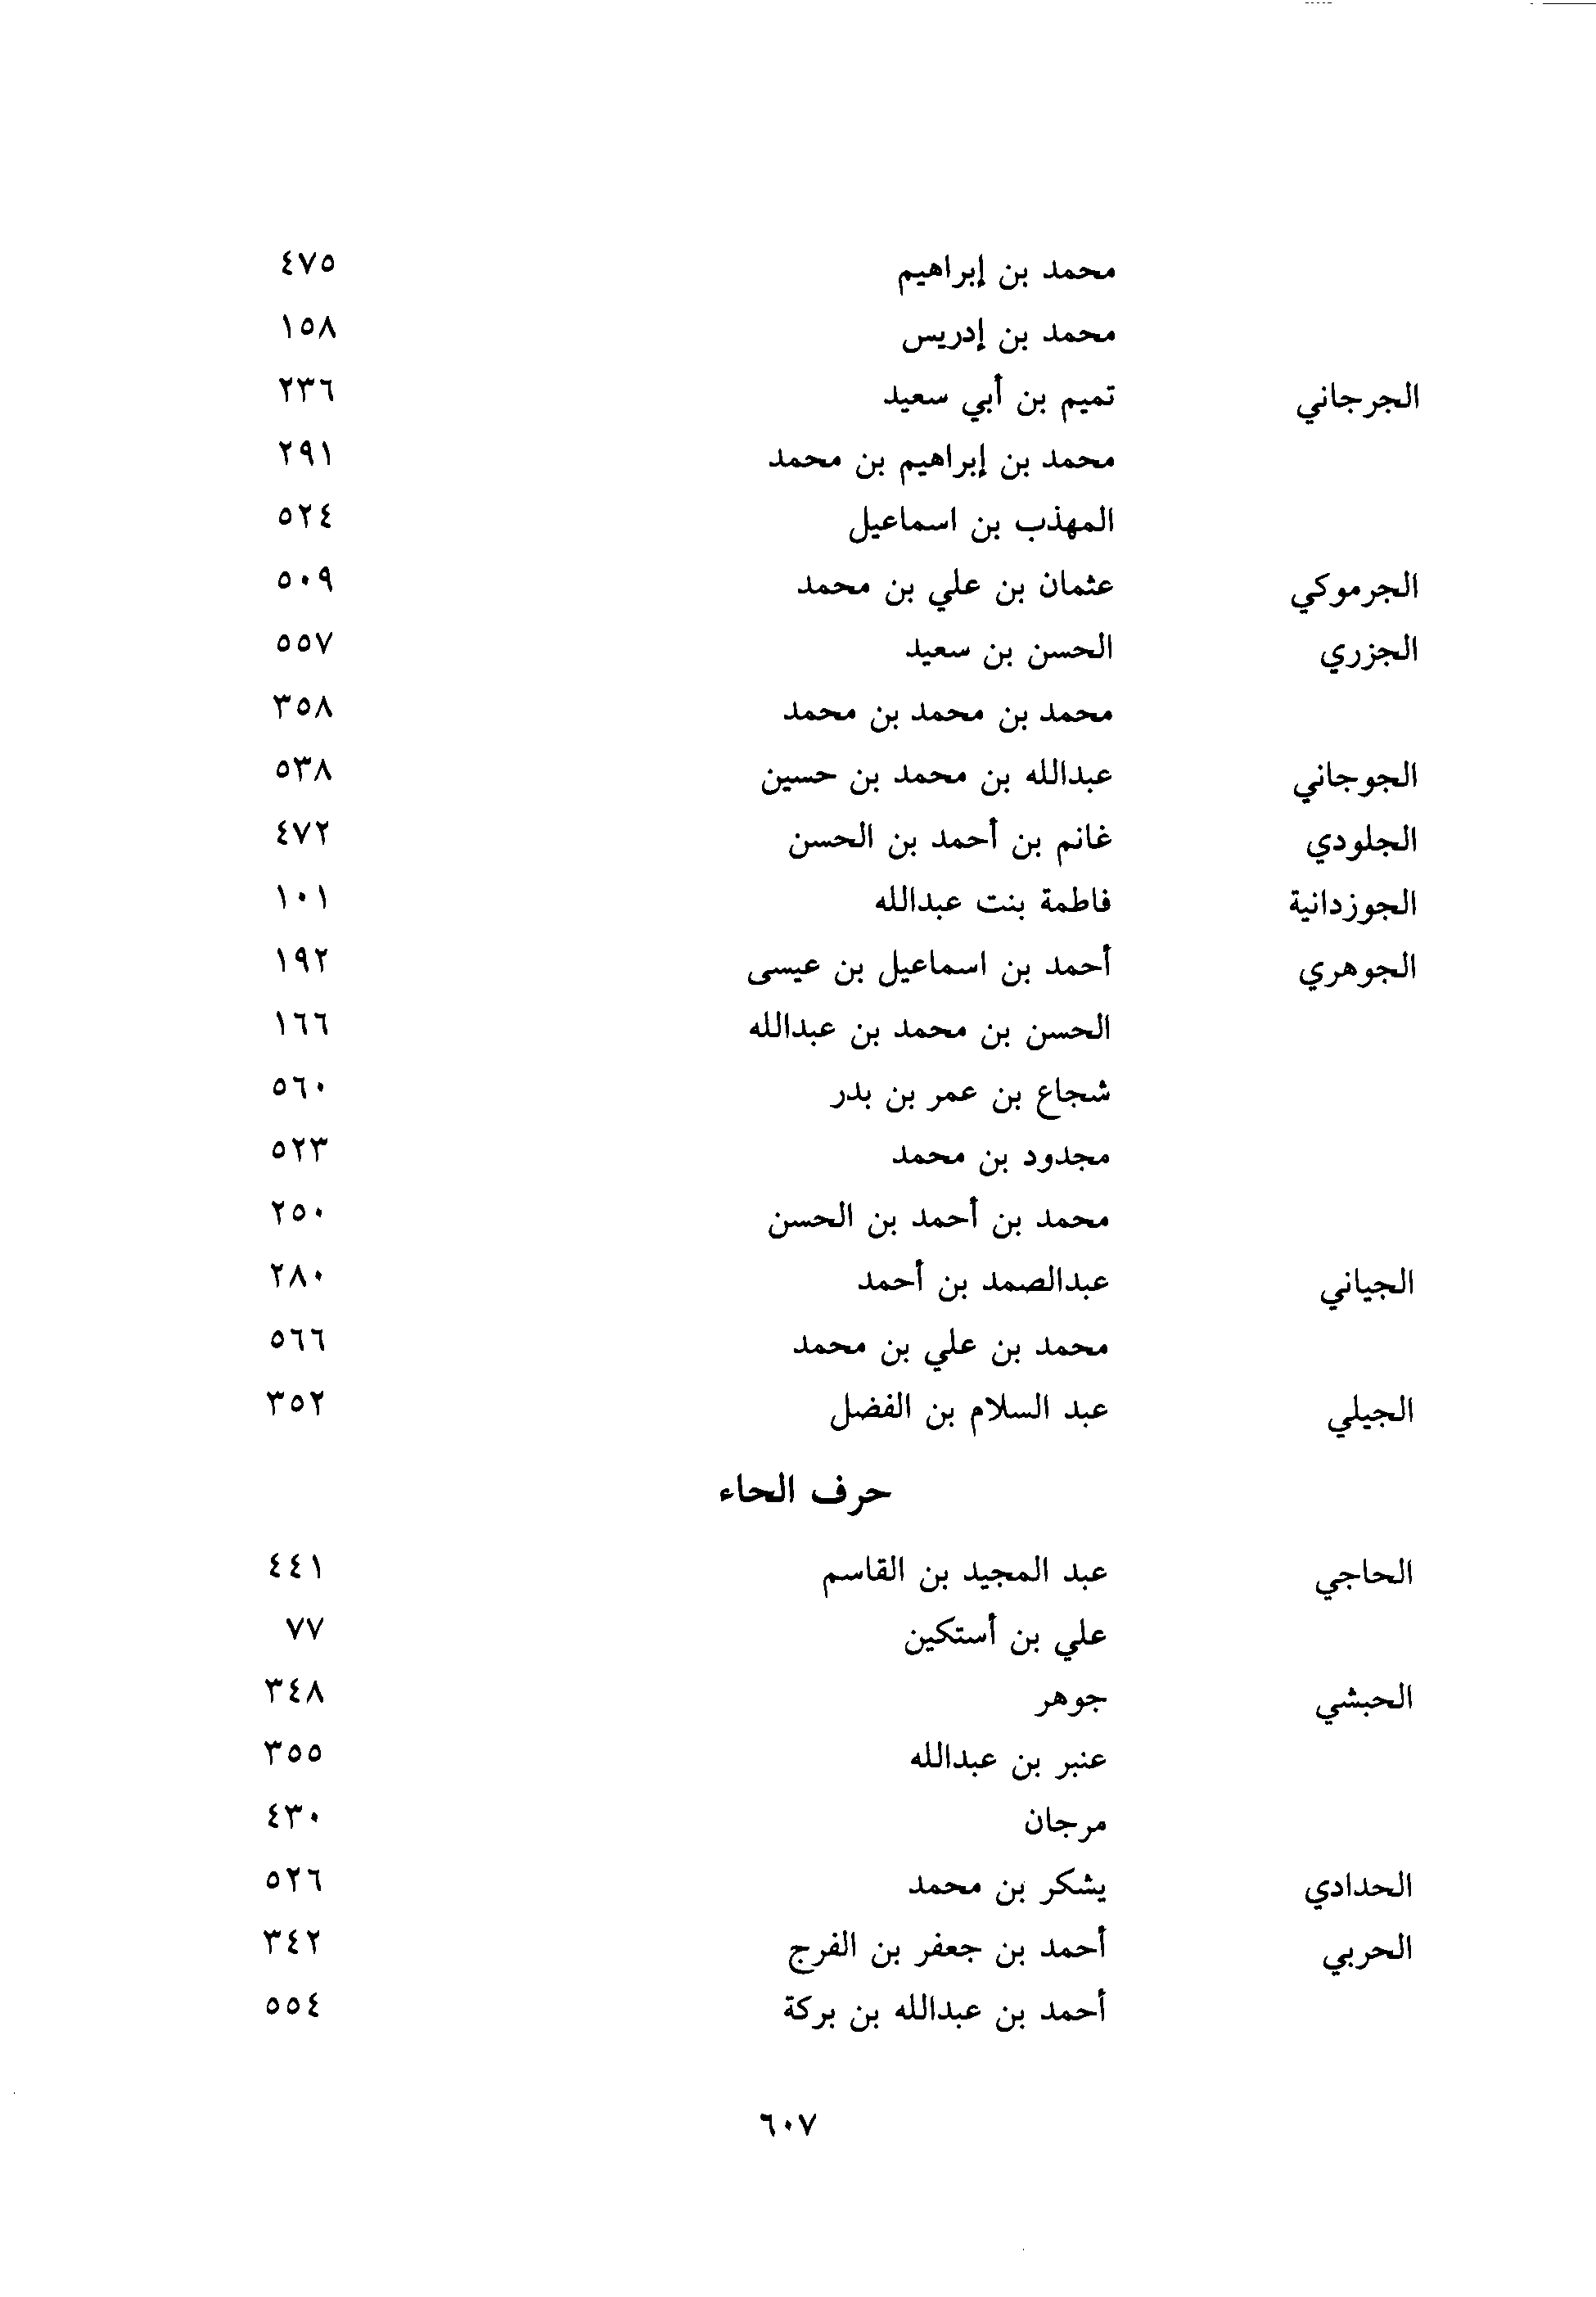 محمد بن إبراهيم ٤٧٥
محمد بن إدريس ١٥٨
الجرجاني تميم بن أبي سعيد ٢٣٦
محمد بن إبراهيم بن محمد ٢٩١
المهذب بن اسماعيل ٥٢٤
الجرموكي عثمان بن علي بن محمد ٥٠٩
الجزري الحسن بن سعيد ٥٥٧
محمد بن محمد بن محمد ٣٥٨
الجوجاني عبدالله بن محمد بن حسين ٥٣٨
الجلودي غانم بن أحمد بن الحسن ٤٧٢
الجوزدانية فاطمة بنت عبدالله ١٠١
الجوهري أحمد بن اسماعيل بن عيسى ١٩٢
الحسن بن محمد بن عبدالله ١٦٦
شجاع بن عمر بن بدر ٥٦٠
مجدود بن محمد ٥٢٣
محمد بن أحمد بن الحسن ٢٥٠
الجياني عبدالصمد بن أحمد ٢٨٠
محمد بن علي بن محمد ٥٦٦
الجيلي عبد السلام بن الفضل ٣٥٢
حرف الحاء
الحاجي عبد المجيد بن القاسم ٤٤١
علي بن أستكين ٧٧
الحبشي جوهر ٣٤٨
عنبر بن عبدالله ٣٥٥
مرجان ٤٣٠
الحدادي يشكر بن محمد ٥٢٦
الحربي أحمد بن جعفر بن الفرج ٣٤٢
أحمد بن عبدالله بن بركة ٥٥٤
٦٠٧